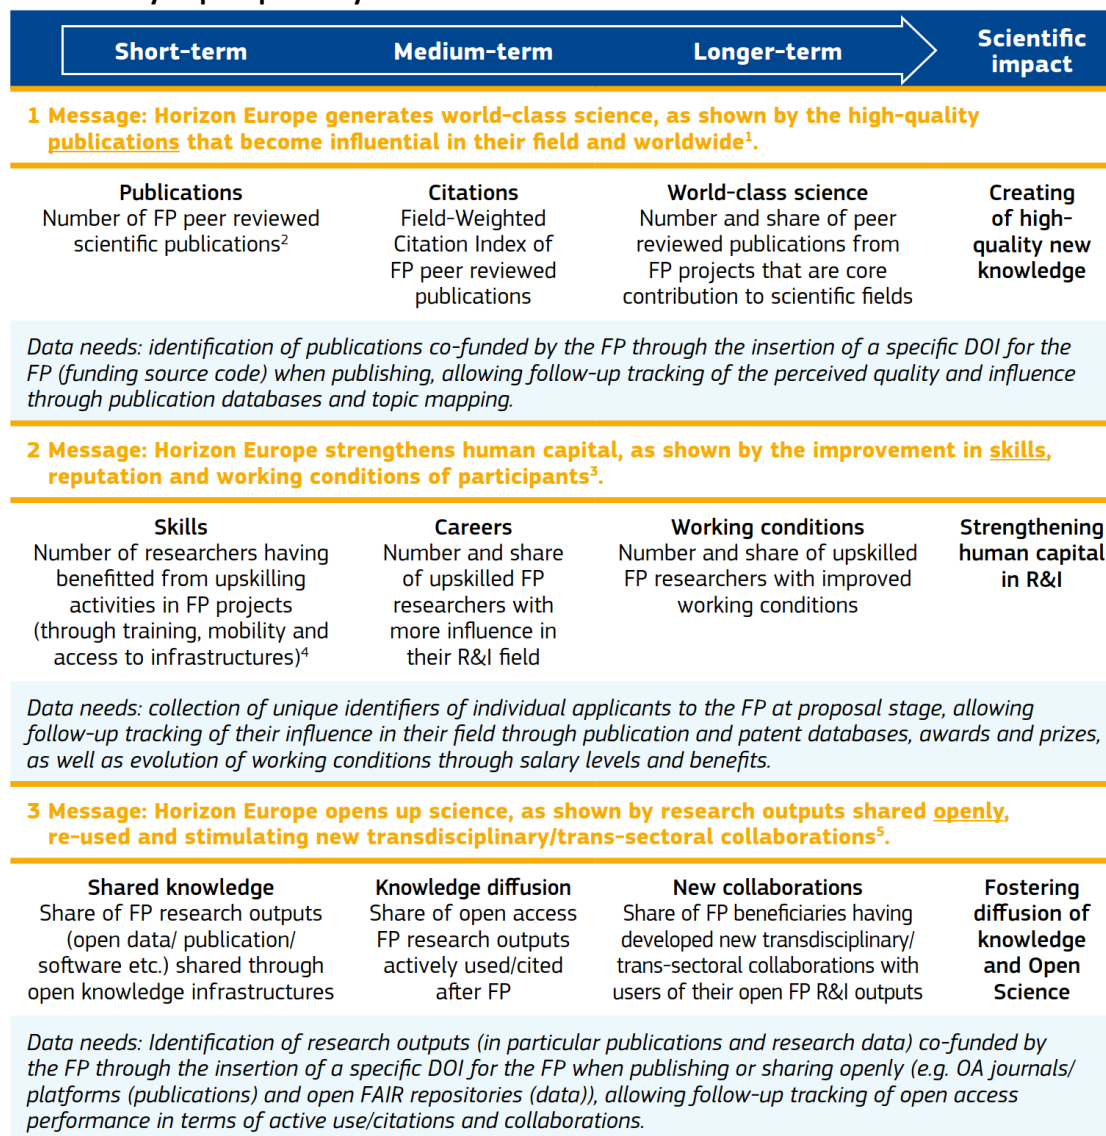 Short-term Medium-term Longer-term Scientific impact
1 Message: Horizon Europe generates world-class science, as shown by the high-quality
publications that become influential in their field and worldwide¹.
Publications
Number of FP peer reviewed
scientific publications²
Citations
Field-Weighted
Citation Index of
FP peer reviewed
publications
World-class science
Number and share of peer
reviewed publications from
FP projects that are core
contribution to scientific fields
Creating
of high-
quality new
knowledge
Data needs: identification of publications co-funded by the FP through the insertion of a specific DOI for the
FP (funding source code) when publishing, allowing follow-up tracking of the perceived quality and influence
through publication databases and topic mapping.
2 Message: Horizon Europe strengthens human capital, as shown by the improvement in skills,
reputation and working conditions of participants³.
Skills
Number of researchers having
benefitted from upskilling
activities in FP projects
(through training, mobility and
access to infrastructures)⁴
Careers
Number and share
of upskilled FP
researchers with
more influence in
their R&I field
Working conditions
Number and share of upskilled
FP researchers with improved
working conditions
Strengthening
human capital
in R&I
Data needs: collection of unique identifiers of individual applicants to the FP at proposal stage, allowing
follow-up tracking of their influence in their field through publication and patent databases, awards and prizes,
as well as evolution of working conditions through salary levels and benefits.
3 Message: Horizon Europe opens up science, as shown by research outputs shared openly,
re-used and stimulating new transdisciplinary/trans-sectoral collaborations⁵.
Shared knowledge
Share of FP research outputs
(open data/ publication/
software etc.) shared through
open knowledge infrastructures
Knowledge diffusion
Share of open access
FP research outputs
actively used/cited
after FP
New collaborations
Share of FP beneficiaries having
developed new transdisciplinary/
trans-sectoral collaborations with
users of their open FP R&I outputs
Fostering
diffusion of
knowledge
and Open
Science
Data needs: Identification of research outputs (in particular publications and research data) co-funded by
the FP through the insertion of a specific DOI for the FP when publishing or sharing openly (e.g. OA journals/
platforms (publications) and open FAIR repositories (data)), allowing follow-up tracking of open access
performance in terms of active use/citations and collaborations.